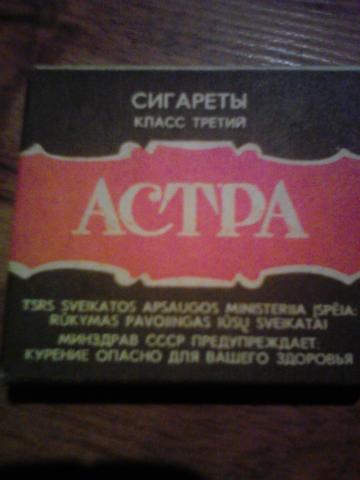 СИГАРЕТЫ
КЛАСС ТРЕТИЙ
АСТРА
TSRS SVEIKATOS APSAUGOS MINISTERIJA ĮSPĖJA:
RŪKYMAS PAVOJINGAS JŪSŲ SVEIKATAI
МИНЗДРАВ СССР ПРЕДУПРЕЖДАЕТ:
КУРЕНИЕ ОПАСНО ДЛЯ ВАШЕГО ЗДОРОВЬЯ